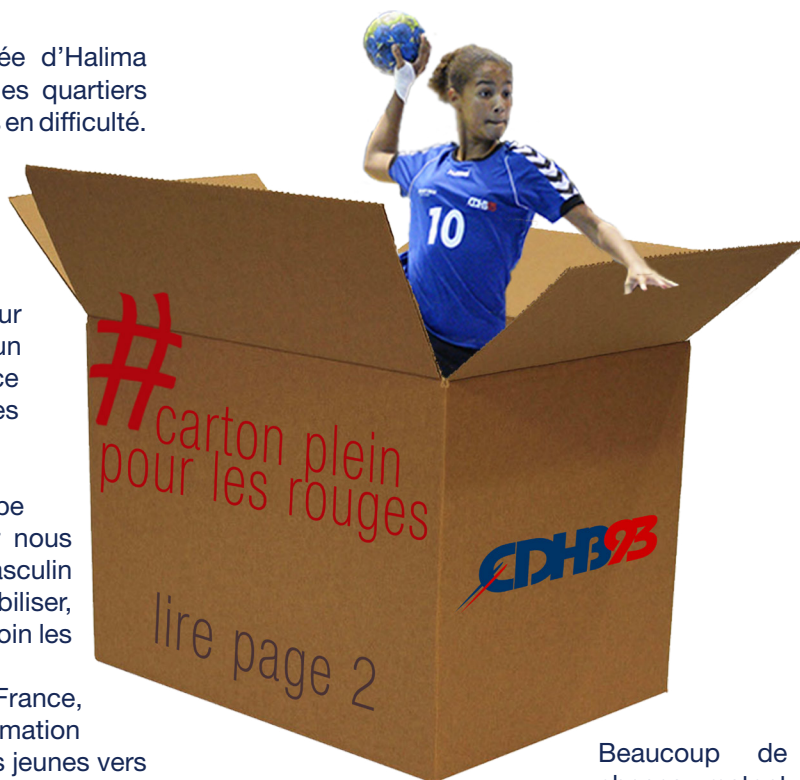 ée d’Halima
es quartiers
en difficulté.
10
CDHB93
ur
un
ce
es
#carton plein
pour les rouges
pe
nous
asculin
biliser,
oin les
CDHB93
lire page 2
France,
mation
s jeunes vers
Beaucoup de